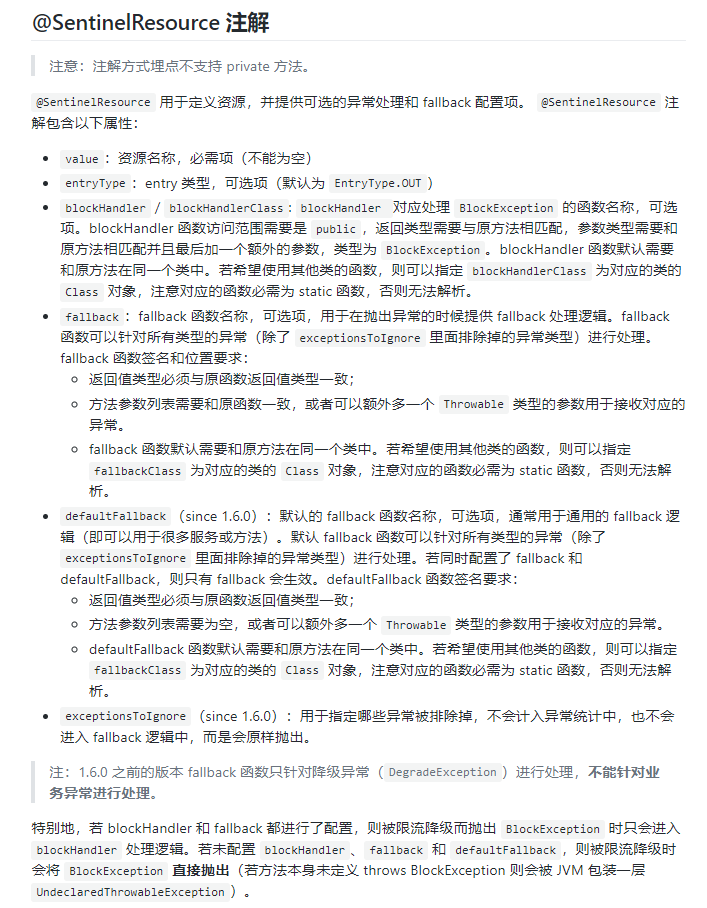 @SentinelResource 注解
注意：注解方式埋点不支持 private 方法。
@SentinelResource 用于定义资源，并提供可选的异常处理和 fallback 配置项。 @SentinelResource 注
解包含以下属性：
value：资源名称，必需项（不能为空）
entryType：entry 类型，可选项（默认为 EntryType.OUT）
blockHandler / blockHandlerClass: blockHandler 对应处理 BlockException 的函数名称，可选
项。blockHandler 函数访问范围需要是 public，返回类型需要与原方法相匹配，参数类型需要和
原方法相匹配并且最后加一个额外的参数，类型为 BlockException。blockHandler 函数默认需要
和原方法在同一个类中。若希望使用其他类的函数，则可以指定 blockHandlerClass 为对应的类的
Class 对象，注意对应的函数必需为 static 函数，否则无法解析。
fallback：fallback 函数名称，可选项，用于在抛出异常的时候提供 fallback 处理逻辑。fallback
函数可以针对所有类型的异常（除了 exceptionsToIgnore 里面排除掉的异常类型）进行处理。
fallback 函数签名和位置要求：
返回值类型必须与原函数返回值类型一致；
方法参数列表需要和原函数一致，或者可以额外多一个 Throwable 类型的参数用于接收对应的
异常。
fallback 函数默认需要和原方法在同一个类中。若希望使用其他类的函数，则可以指定
fallbackClass 为对应的类的 Class 对象，注意对应的函数必需为 static 函数，否则无法解
析。
defaultFallback（since 1.6.0）：默认的 fallback 函数名称，可选项，通常用于通用的 fallback 逻
辑（即可以用于很多服务或方法）。默认 fallback 函数可以针对所有类型的异常（除了
exceptionsToIgnore 里面排除掉的异常类型）进行处理。若同时配置了 fallback 和
defaultFallback，则只有 fallback 会生效。defaultFallback 函数签名要求：
返回值类型必须与原函数返回值类型一致；
方法参数列表需要为空，或者可以额外多一个 Throwable 类型的参数用于接收对应的异常。
defaultFallback 函数默认需要和原方法在同一个类中。若希望使用其他类的函数，则可以指定
fallbackClass 为对应的类的 Class 对象，注意对应的函数必需为 static 函数，否则无法解
析。
exceptionsToIgnore（since 1.6.0）：用于指定哪些异常被排除掉，不会计入异常统计中，也不会
进入 fallback 逻辑中，而是会原样抛出。
注：1.6.0 之前的版本 fallback 函数只针对降级异常（DegradeException）进行处理，不能针对业
务异常进行处理。
特别地，若 blockHandler 和 fallback 都进行了配置，则被限流降级而抛出 BlockException 时只会进入
blockHandler 处理逻辑。若未配置 blockHandler、fallback 和 defaultFallback，则被限流降级时
会将 BlockException 直接抛出（若方法本身未定义 throws BlockException 则会被 JVM 包装一层
UndeclaredThrowableException）。